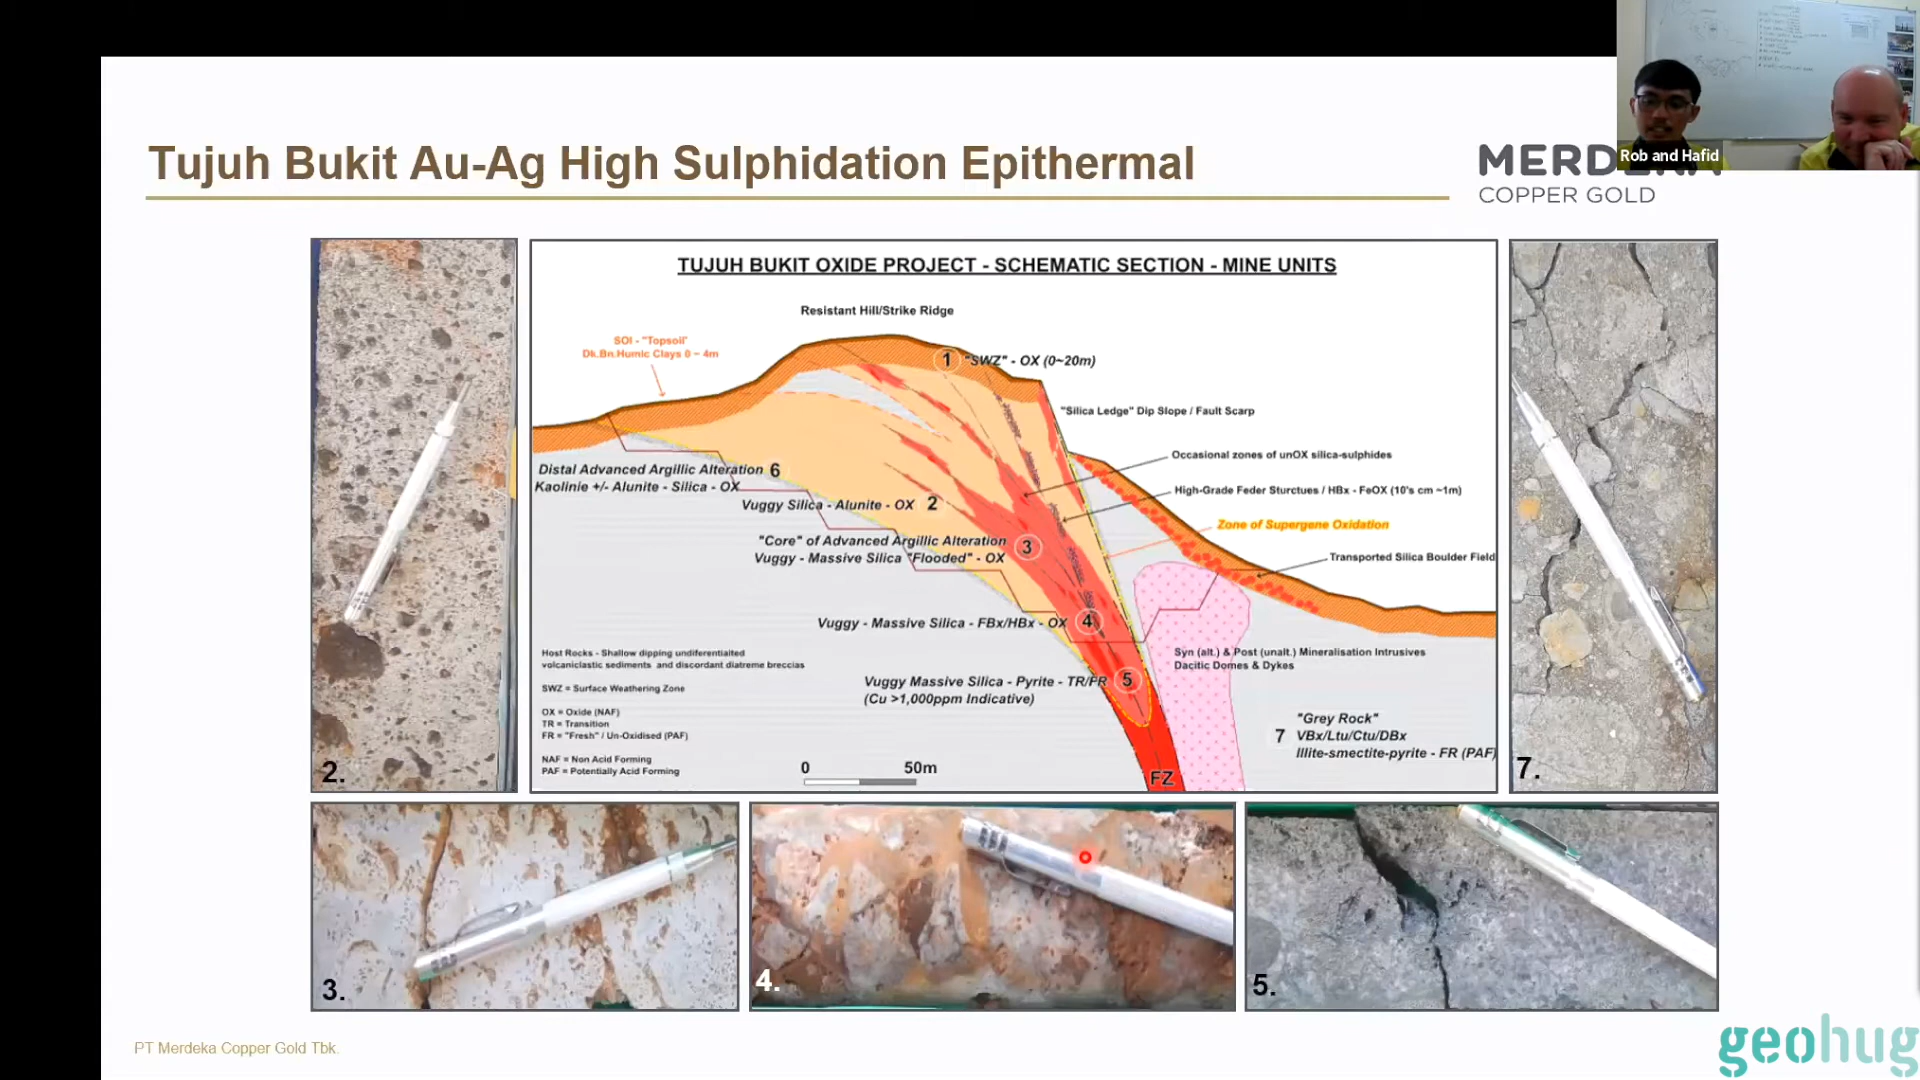 Tujuh Bukit Au-Ag High Sulphidation Epithermal
MERD
COPPER GOLD
Rob and Hafid
TUJUH BUKIT OXIDE PROJECT - SCHEMATIC SECTION - MINE UNITS
Resistant Hill/Strike Ridge
SOI - "Topsoil"
Dk.Bn.Humic Clays 0 ~ 4m
1 "SWZ" - OX (0~20m)
"Silica Ledge" Dip Slope / Fault Scarp
Occasional zones of unOX silica-sulphides
High-Grade Feder Sturctues / HBx - FeOX (10's cm ~1m)
Zone of Supergene Oxidation
Transported Silica Boulder Field
Distal Advanced Argillic Alteration 6
Kaolinie +/- Alunite - Silica - OX
Vuggy Silica - Alunite - OX 2
"Core" of Advanced Argillic Alteration
Vuggy - Massive Silica "Flooded" - OX
3
Vuggy - Massive Silica - FBx/HBx - OX 4
Vuggy Massive Silica - Pyrite - TR/FR 5
(Cu >1,000ppm Indicative)
Host Rocks - Shallow dipping undifferentialted
volcaniclastic sediments and discordant diatreme breccias
SWZ = Surface Weathering Zone
OX = Oxide (NAF)
TR = Transition
FR = "Fresh" / Un-Oxidised (PAF)
NAF = Non Acid Forming
PAF = Potentially Acid Forming
0 50m
FZ
Syn (alt.) & Post (unalt.) Mineralisation Intrusives
Dacitic Domes & Dykes
"Grey Rock"
7 VBx/Ltu/Ctu/DBx
Illite-smectite-pyrite - FR (PAF)
2.
7.
3.
4.
5.
PT Merdeka Copper Gold Tbk.
geohug